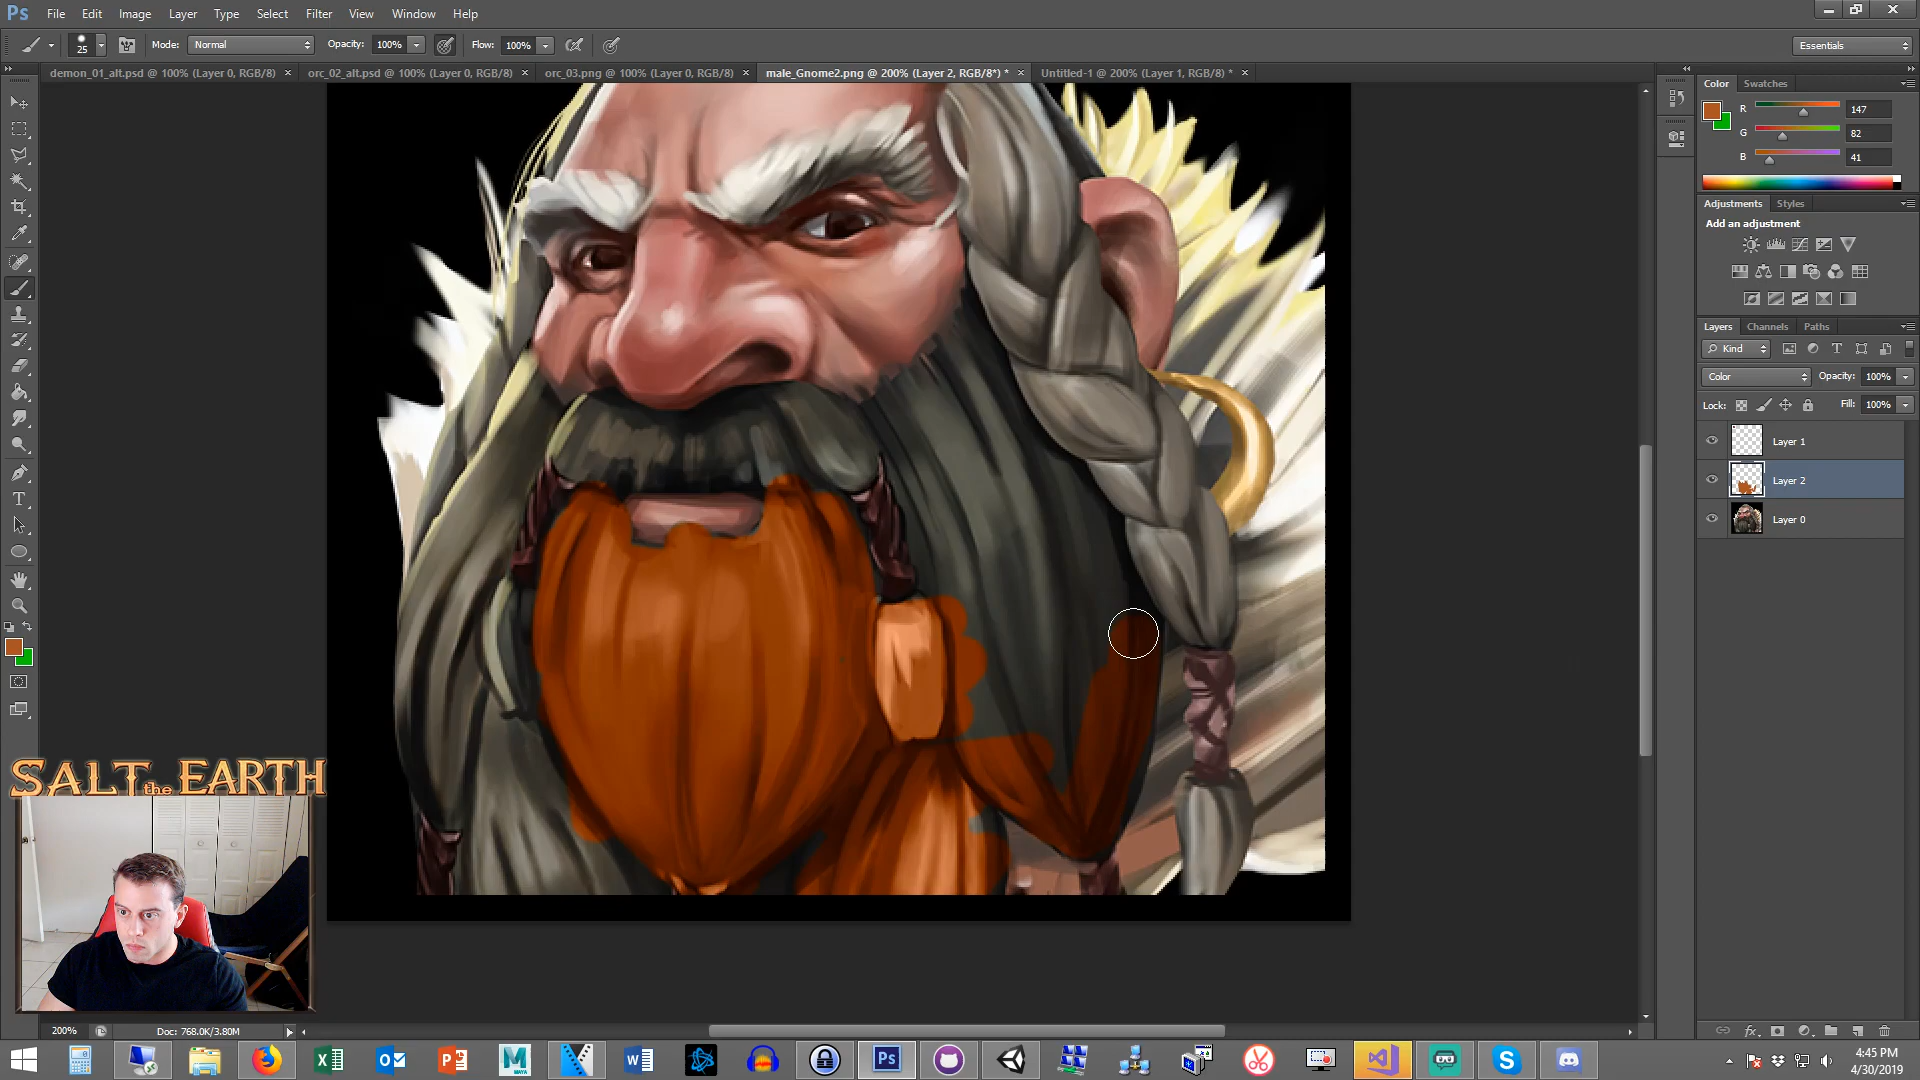 Ps File Edit Image Layer Type Select Filter View Window Help
25 Mode: Normal Opacity: 100% Flow: 100% Essentials
demon_01_alt.psd @ 100% (Layer 0, RGB/8) × orc_02_alt.psd @ 100% (Layer 0, RGB/8) × orc_03.png @ 100% (Layer 0, RGB/8) × male_Gnome2.png @ 200% (Layer 2, RGB/8*) * × Untitled-1 @ 200% (Layer 1, RGB/8) * ×
Color Swatches
R 147
G 82
B 41
Adjustments Styles
Add an adjustment
Layers Channels Paths
Kind
Color Opacity: 100%
Lock: Fill: 100%
Layer 1
Layer 2
Layer 0
SALT the EARTH
200% Doc: 768.0K/3.80M
Ps
4:45 PM
4/30/2019